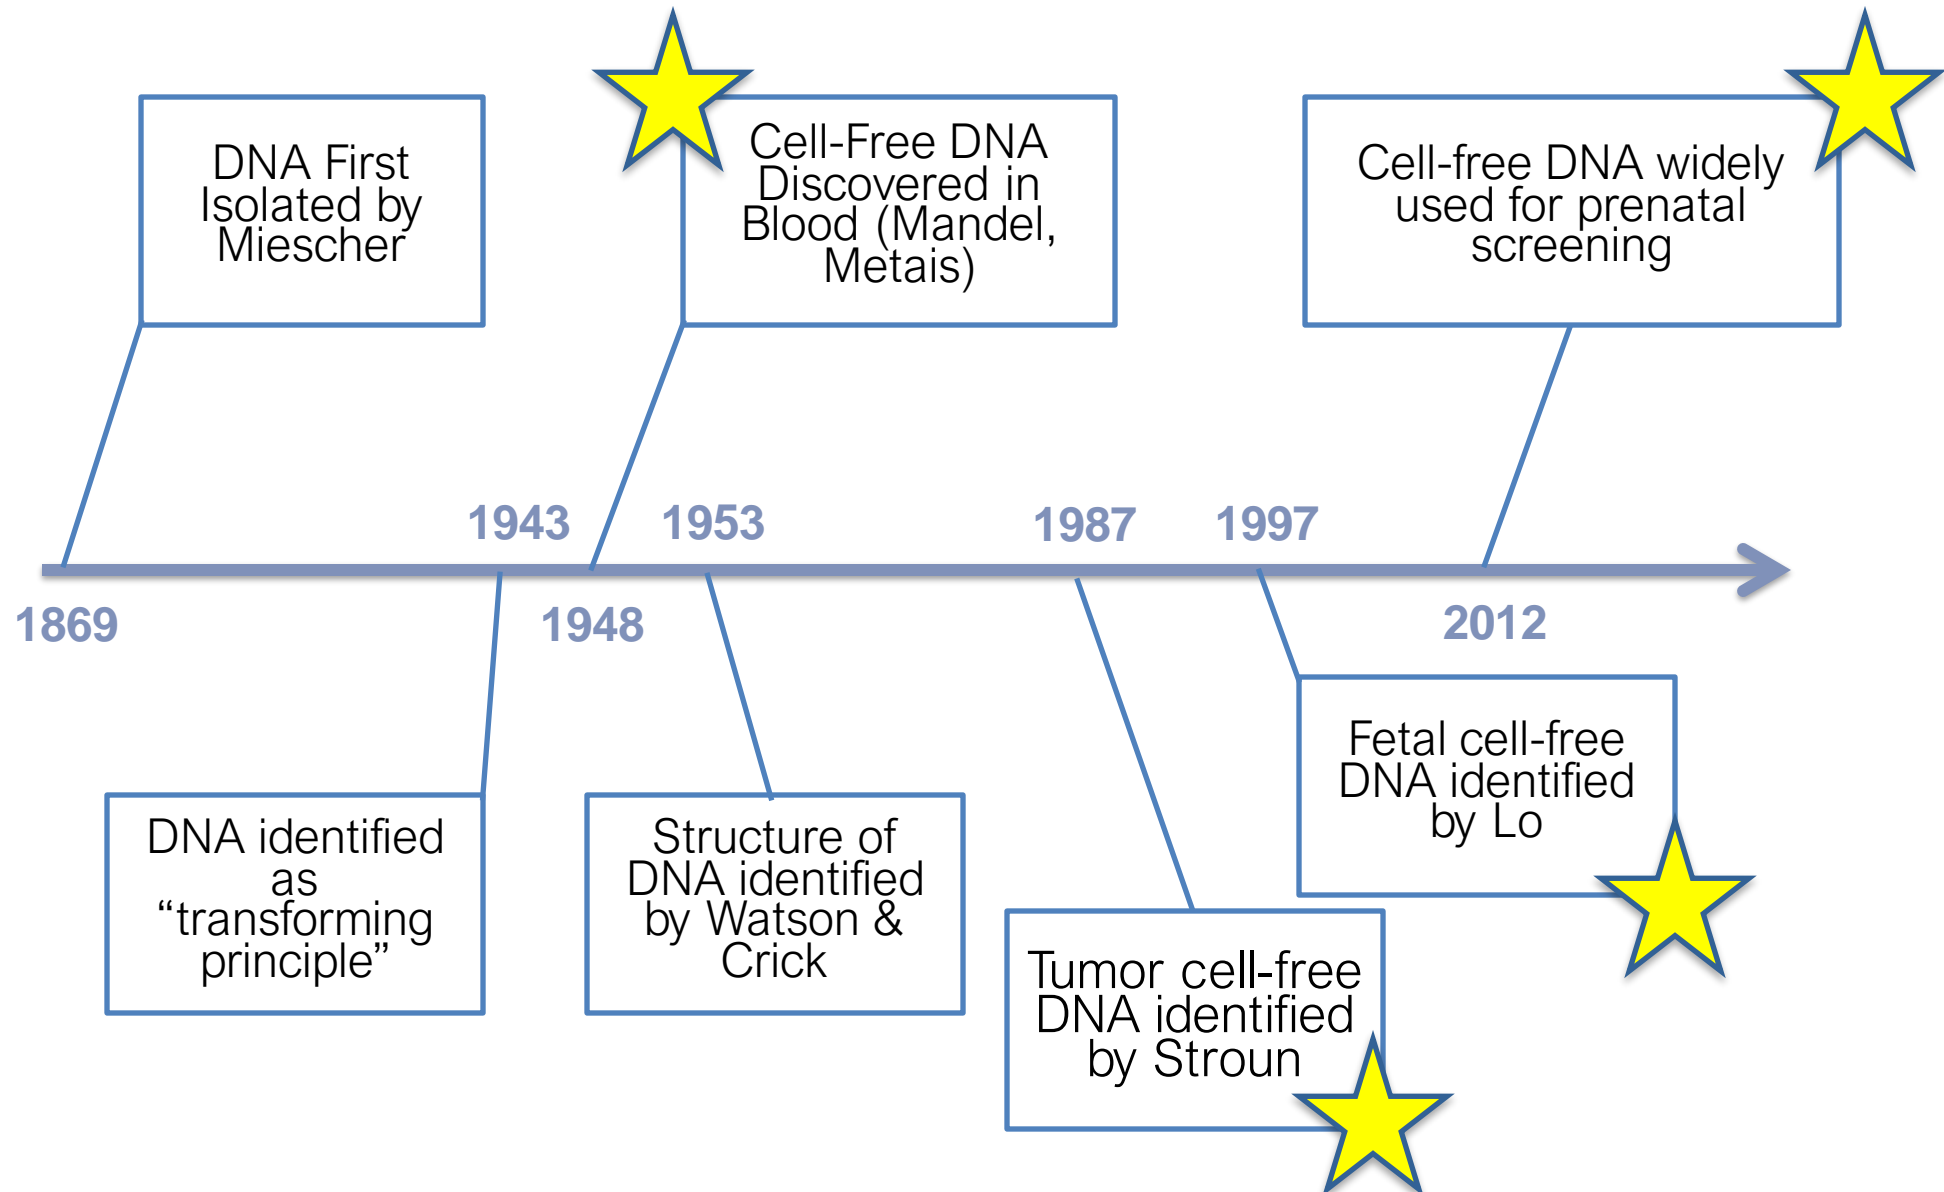 DNA First
Isolated by
Miescher
Cell-Free DNA
Discovered in
Blood (Mandel,
Metais)
Cell-free DNA widely
used for prenatal
screening
1943
1953
1987
1997
1869
1948
2012
DNA identified
as
“transforming
principle”
Structure of
DNA identified
by Watson &
Crick
Tumor cell-free
DNA identified
by Stroun
Fetal cell-free
DNA identified
by Lo